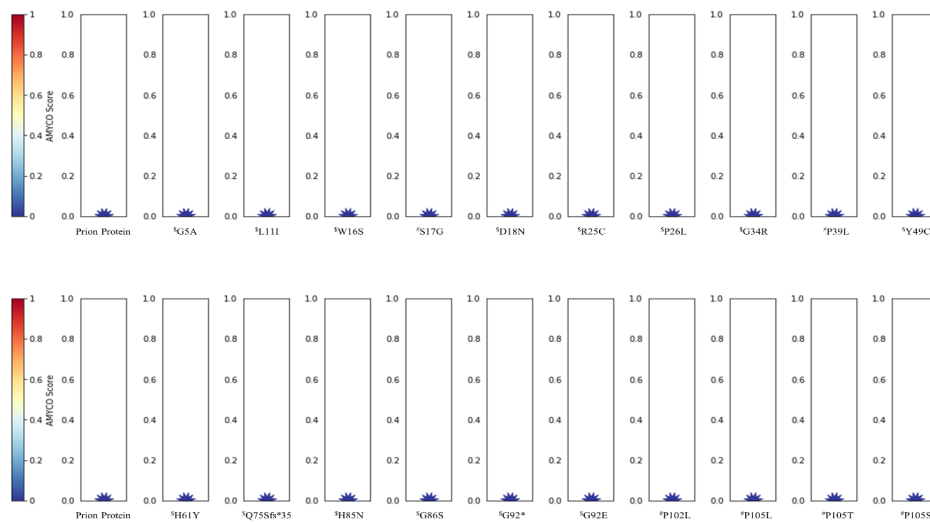 1 1.0 1.0 1.0 1.0 1.0 1.0 1.0 1.0 1.0 1.0 1.0
0.8 0.8 0.8 0.8 0.8 0.8 0.8 0.8 0.8 0.8 0.8 0.8
0.6 0.6 0.6 0.6 0.6 0.6 0.6 0.6 0.6 0.6 0.6 0.6
AMYCO Score
0.4 0.4 0.4 0.4 0.4 0.4 0.4 0.4 0.4 0.4 0.4 0.4
0.2 0.2 0.2 0.2 0.2 0.2 0.2 0.2 0.2 0.2 0.2 0.2
0 0.0 0.0 0.0 0.0 0.0 0.0 0.0 0.0 0.0 0.0 0.0
Prion Protein $G5A $L11I $W16S #S17G $D18N $R25C $P26L $G34R #P39L $Y49C
1 1.0 1.0 1.0 1.0 1.0 1.0 1.0 1.0 1.0 1.0 1.0
0.8 0.8 0.8 0.8 0.8 0.8 0.8 0.8 0.8 0.8 0.8 0.8
0.6 0.6 0.6 0.6 0.6 0.6 0.6 0.6 0.6 0.6 0.6 0.6
AMYCO Score
0.4 0.4 0.4 0.4 0.4 0.4 0.4 0.4 0.4 0.4 0.4 0.4
0.2 0.2 0.2 0.2 0.2 0.2 0.2 0.2 0.2 0.2 0.2 0.2
0 0.0 0.0 0.0 0.0 0.0 0.0 0.0 0.0 0.0 0.0 0.0
Prion Protein $H61Y $Q75Sfs*35 $H85N $G86S $G92* $G92E #P102L #P105L #P105T #P105S